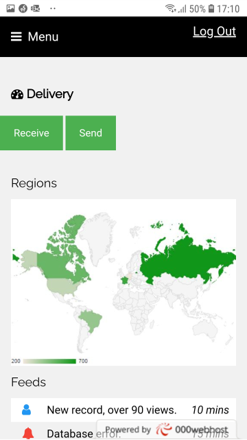 50% 17:10
Menu
Log Out
Delivery
Receive
Send
Regions
200 700
Feeds
New record, over 90 views. 10 mins
Database error. 15 mins
Powered by 000webhost